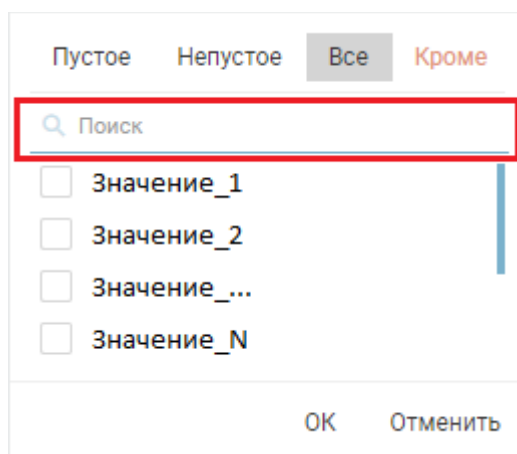 Пустое Непустое Все Кроме
Поиск
Значение_1
Значение_2
Значение_...
Значение_N
ОК Отменить